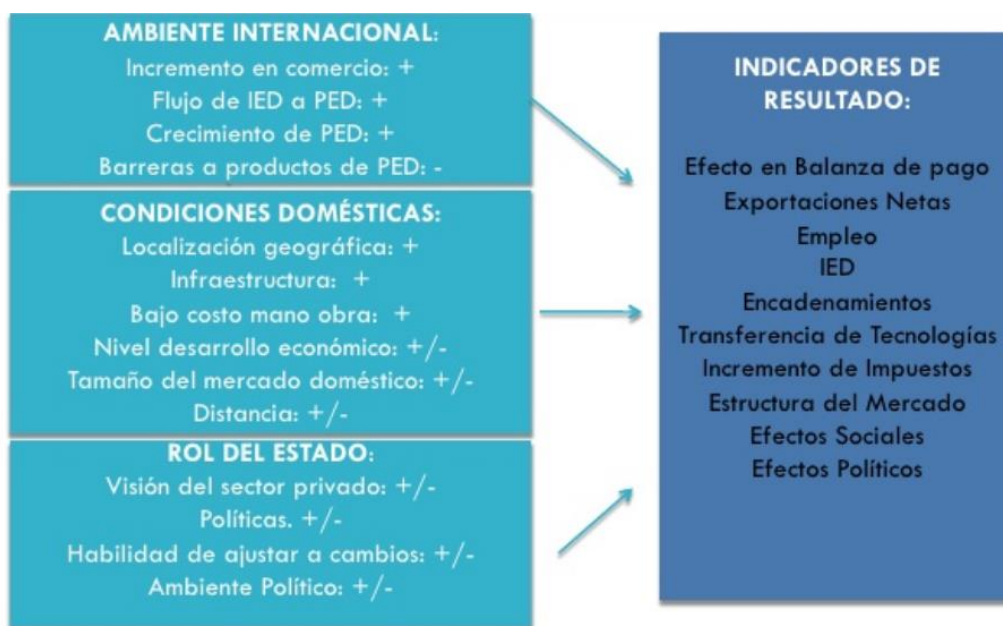 AMBIENTE INTERNACIONAL:
Incremento en comercio: +
Flujo de IED a PED: +
Crecimiento de PED: +
Barreras a productos de PED: -
CONDICIONES DOMÉSTICAS:
Localización geográfica: +
Infraestructura: +
Bajo costo mano obra: +
Nivel desarrollo económico: +/-
Tamaño del mercado doméstico: +/-
Distancia: +/-
ROL DEL ESTADO:
Visión del sector privado: +/-
Políticas. +/-
Habilidad de ajustar a cambios: +/-
Ambiente Político: +/-
INDICADORES DE
RESULTADO:
Efecto en Balanza de pago
Exportaciones Netas
Empleo
IED
Encadenamientos
Transferencia de Tecnologías
Incremento de Impuestos
Estructura del Mercado
Efectos Sociales
Efectos Políticos